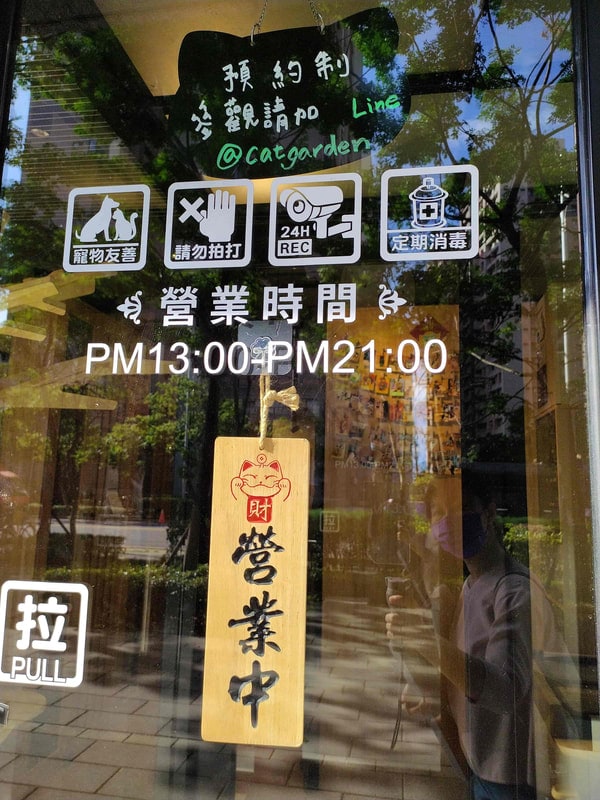 預約制
參觀請加 Line
@catgarden
寵物友善
請勿拍打
24H
REC
定期消毒
營業時間
PM13:00-PM21:00
財
營業中
拉
PULL